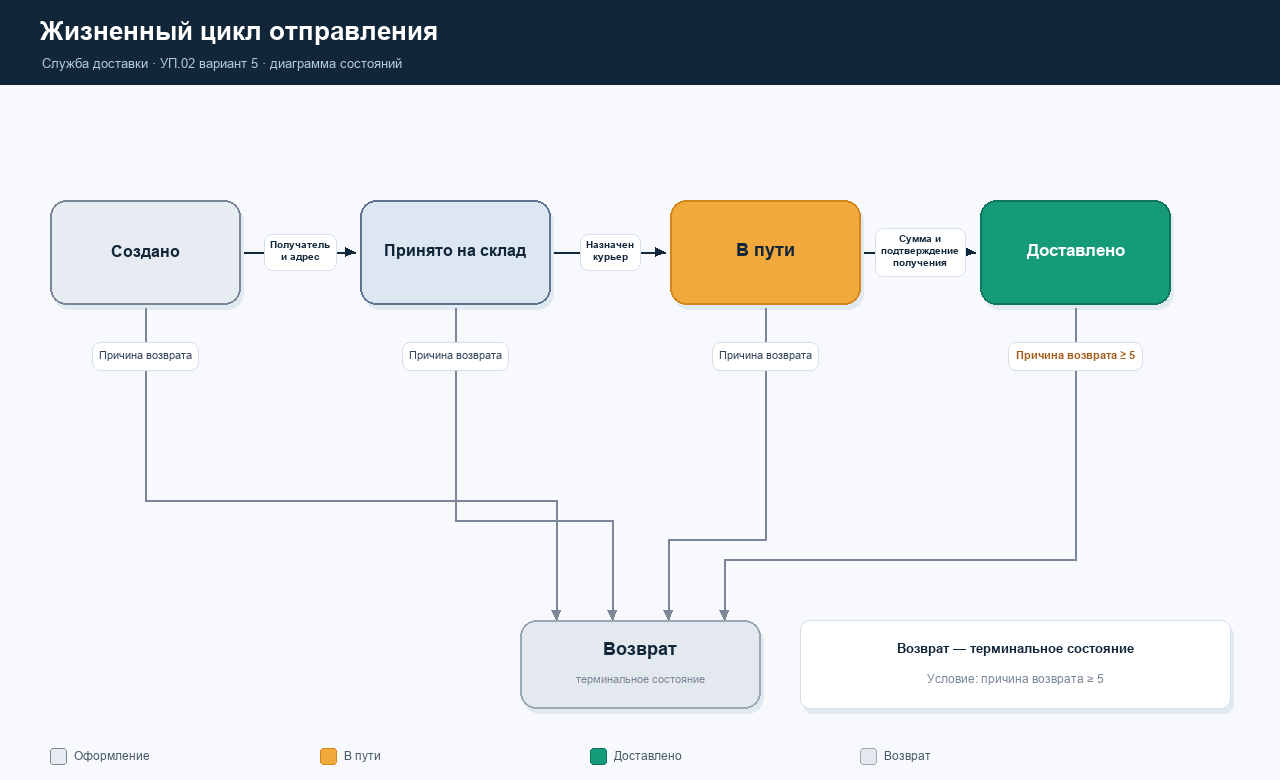 Жизненный цикл отправления
Служба доставки · УП.02 вариант 5 · диаграмма состояний
Создано
Получатель
и адрес
Принято на склад
Назначен
курьер
В пути
Сумма и
подтверждение
получения
Доставлено
Причина возврата
Причина возврата
Причина возврата
Причина возврата ≥ 5
Возврат
терминальное состояние
Возврат — терминальное состояние
Условие: причина возврата ≥ 5
Оформление
В пути
Доставлено
Возврат